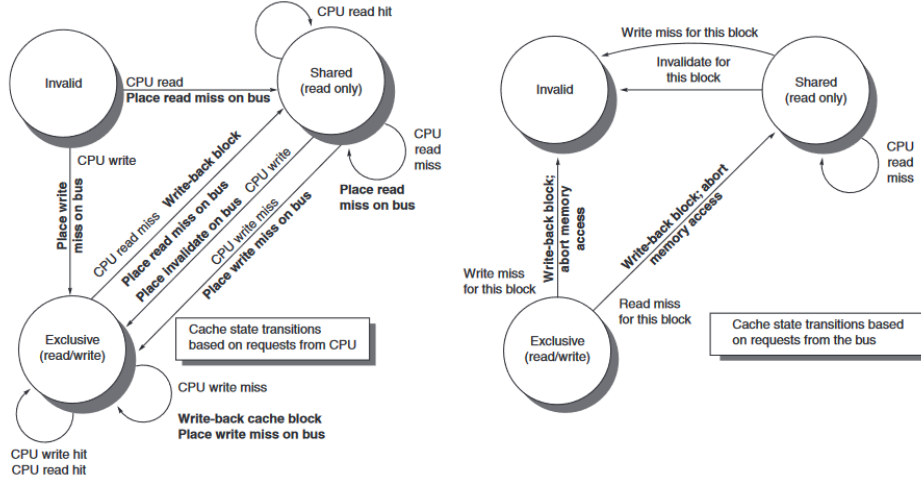 CPU read hit
Invalid
CPU read
Place read miss on bus
Shared
(read only)
CPU write
Place write
miss on bus
CPU
read
miss
Place read
miss on bus
CPU read miss
Write-back block
Place read miss on bus
Place invalidate on bus
CPU write
CPU write miss
Place write miss on bus
Exclusive
(read/write)
Cache state transitions
based on requests from CPU
CPU write miss
Write-back cache block
Place write miss on bus
CPU write hit
CPU read hit
Write miss for this block
Invalidate for
this block
Invalid
Shared
(read only)
CPU
read
miss
Write-back block;
abort memory
access
Write-back block; abort
memory access
Write miss
for this block
Read miss
for this block
Exclusive
(read/write)
Cache state transitions based
on requests from the bus